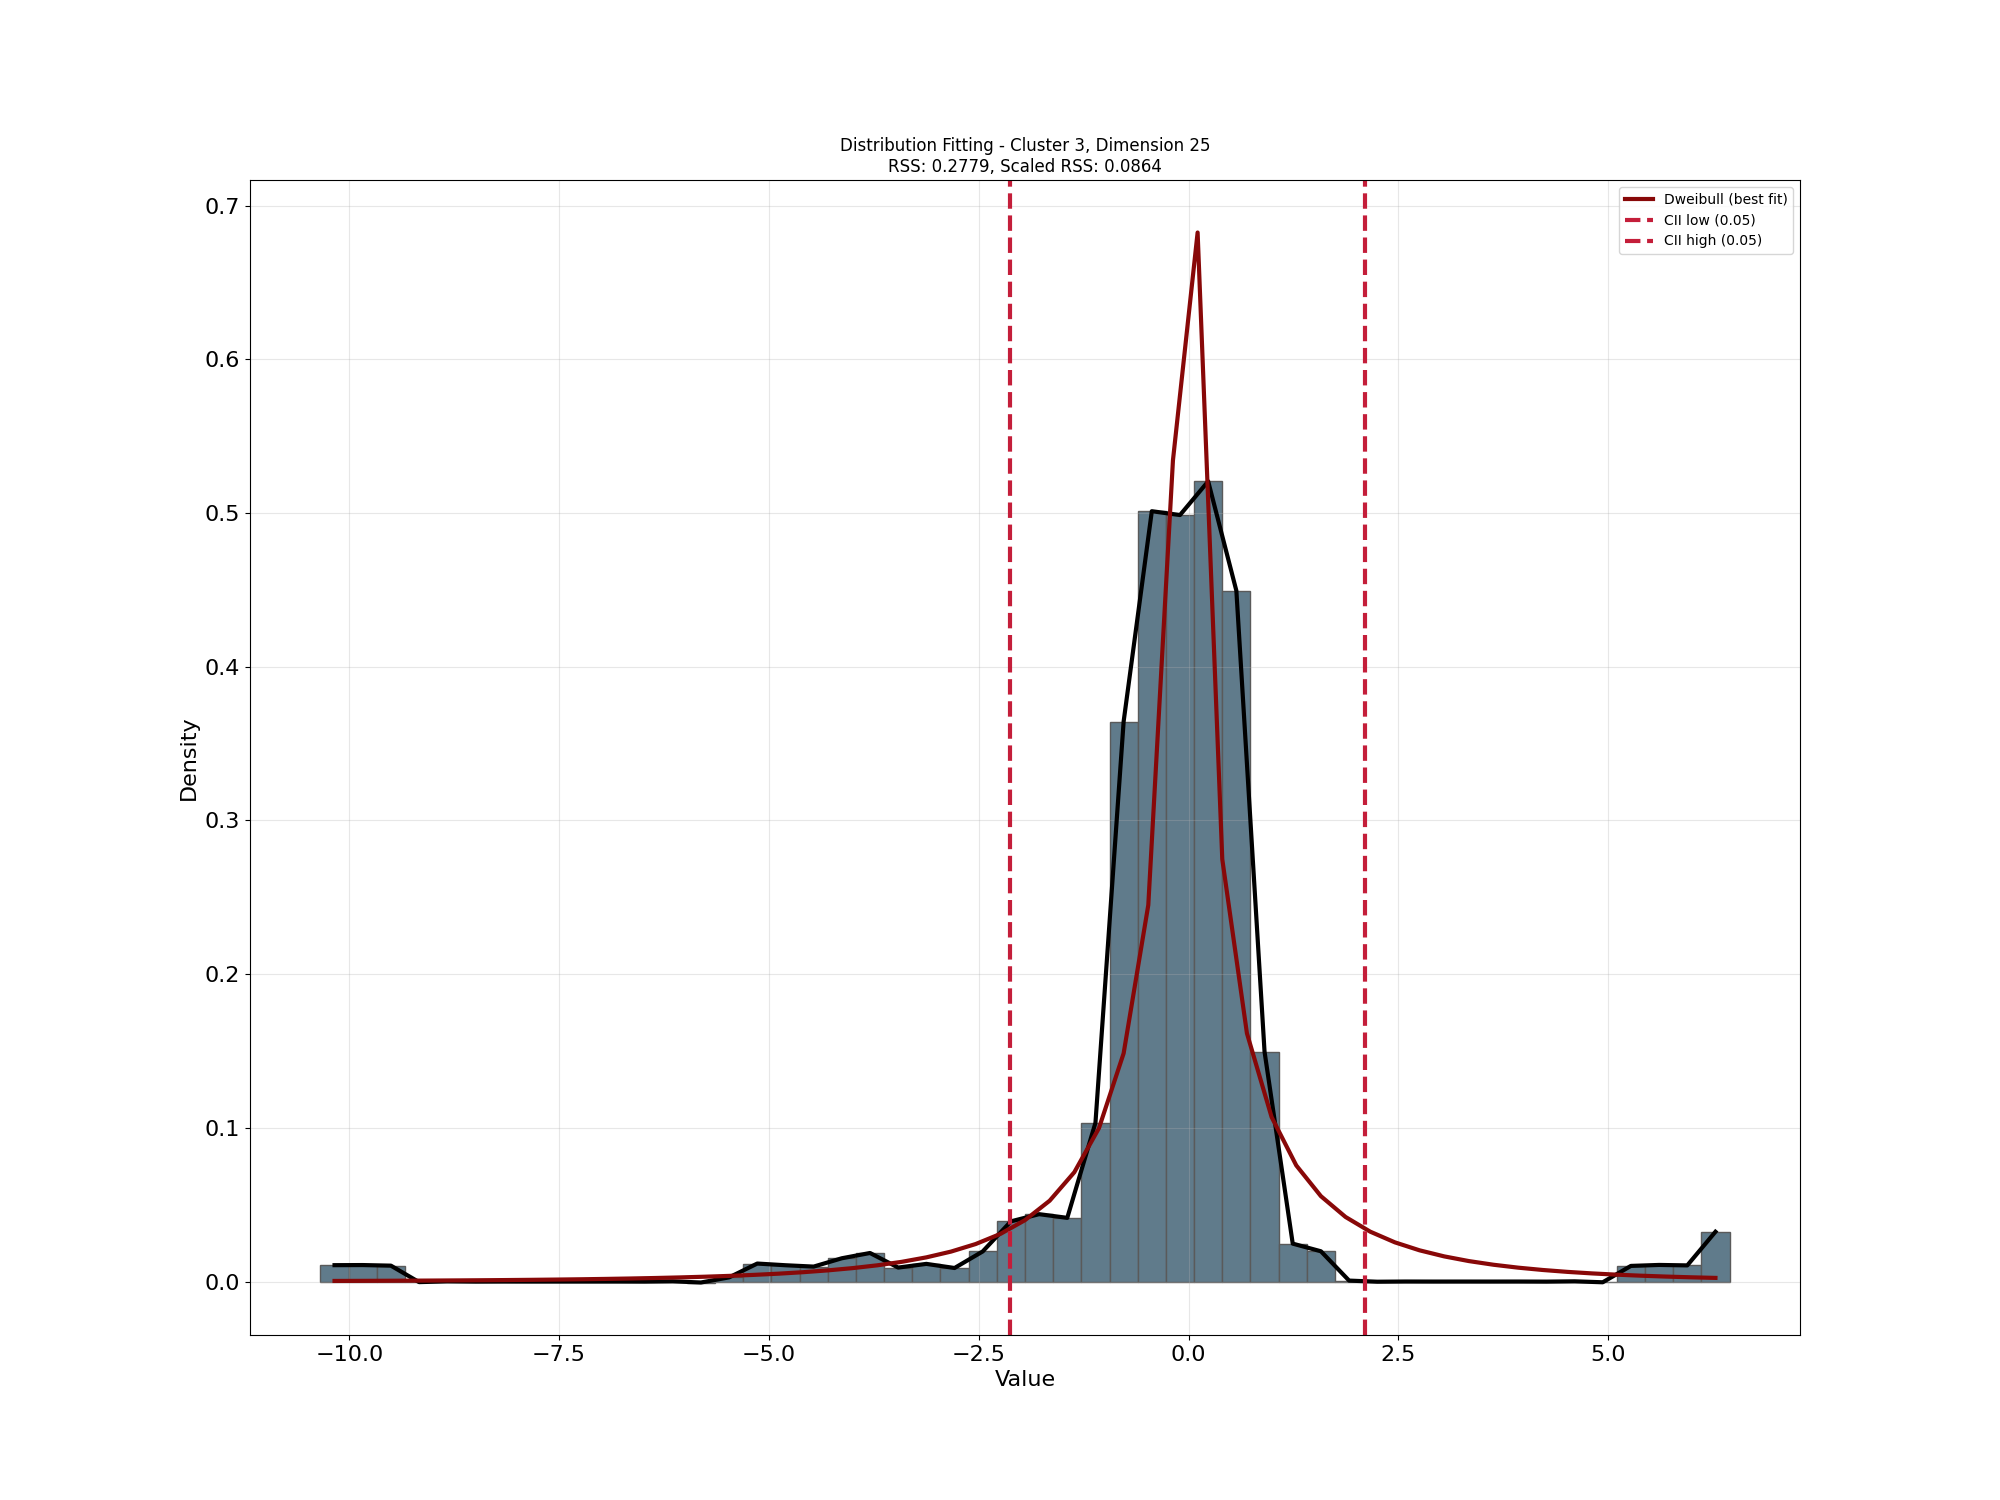 Distribution Fitting - Cluster 3, Dimension 25
RSS: 0.2779, Scaled RSS: 0.0864
Dweibull (best fit)
CII low (0.05)
CII high (0.05)
0.7
0.6
0.5
0.4
0.3
0.2
0.1
0.0
Density
−10.0 −7.5 −5.0 −2.5 0.0 2.5 5.0
Value